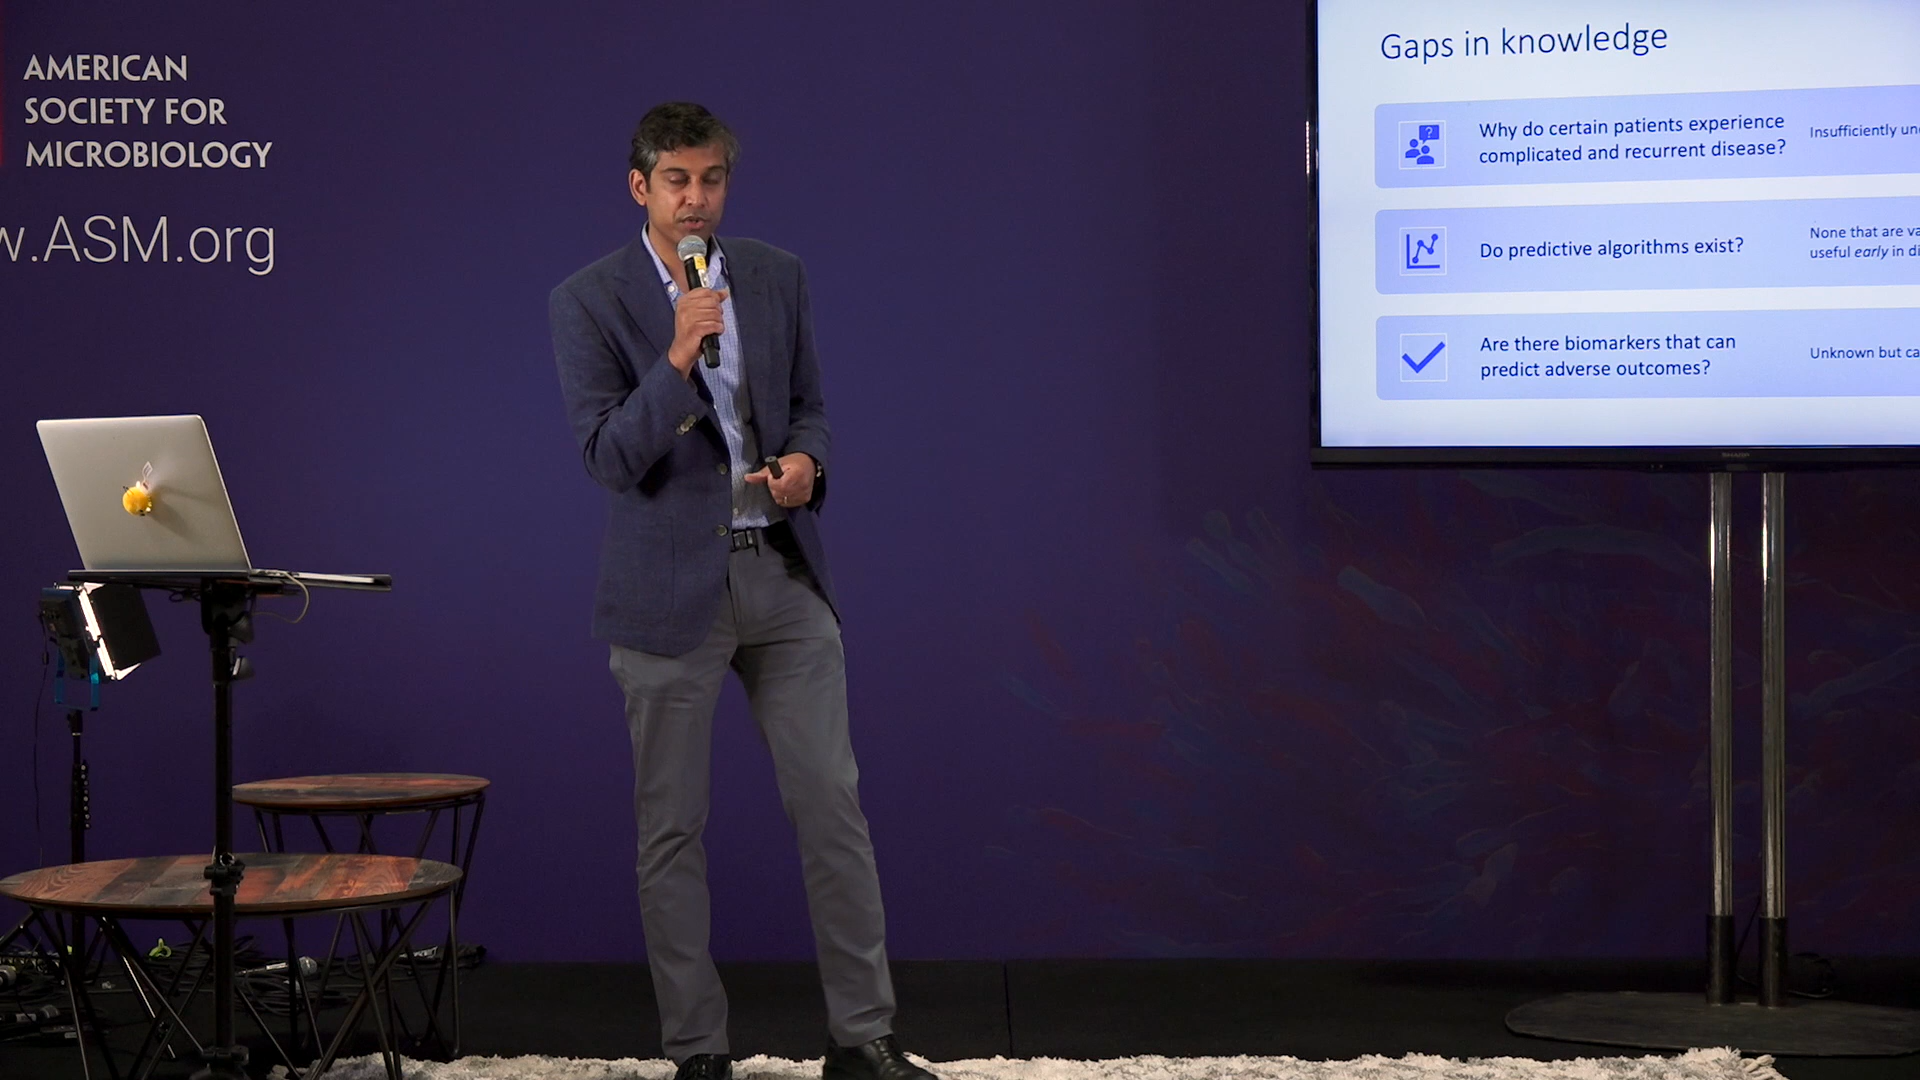 AMERICAN
SOCIETY FOR
MICROBIOLOGY
w.ASM.org
Gaps in knowledge
Why do certain patients experience
complicated and recurrent disease?
Insufficiently un
Do predictive algorithms exist?
None that are va
useful early in di
Are there biomarkers that can
predict adverse outcomes?
Unknown but ca
SHARP